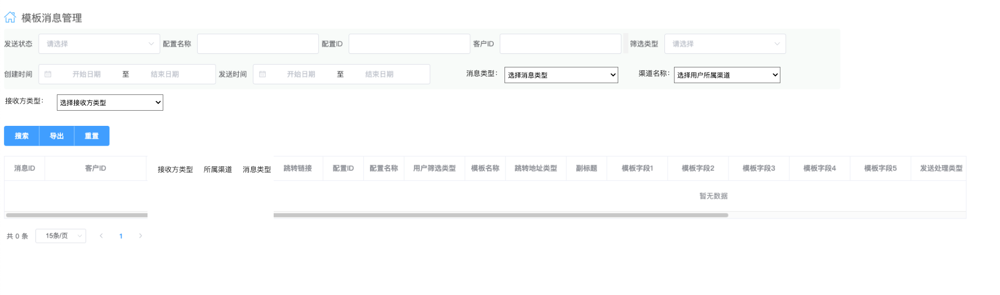 模板消息管理
发送状态 请选择 配置名称 配置ID 客户ID 筛选类型 请选择
创建时间 开始日期 至 结束日期 发送时间 开始日期 至 结束日期 消息类型： 选择消息类型 渠道名称： 选择用户所属渠道
接收方类型： 选择接收方类型
搜索 导出 重置
消息ID 客户ID 接收方类型 所属渠道 消息类型 跳转链接 配置ID 配置名称 用户筛选类型 模板名称 跳转地址类型 副标题 模板字段1 模板字段2 模板字段3 模板字段4 模板字段5 发送处理类型
暂无数据
共 0 条 15条/页 1